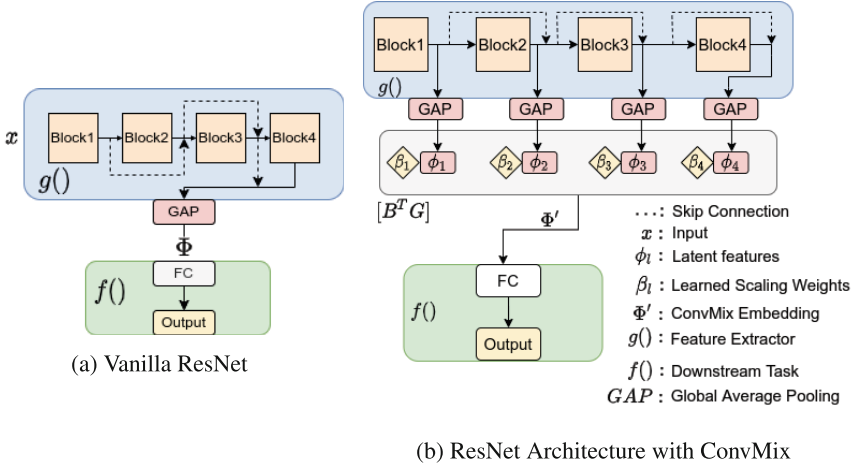 x
Block1
Block2
Block3
Block4
g()
GAP
Φ
FC
f()
Output
(a) Vanilla ResNet
Block1
Block2
Block3
Block4
g()
GAP
GAP
GAP
GAP
β₁ ϕ₁
β₂ ϕ₂
β₃ ϕ₃
β₄ ϕ₄
[BᵀG]
Φ′
FC
f()
Output
...: Skip Connection
x : Input
ϕₗ : Latent features
βₗ : Learned Scaling Weights
Φ′ : ConvMix Embedding
g() : Feature Extractor
f() : Downstream Task
GAP : Global Average Pooling
(b) ResNet Architecture with ConvMix